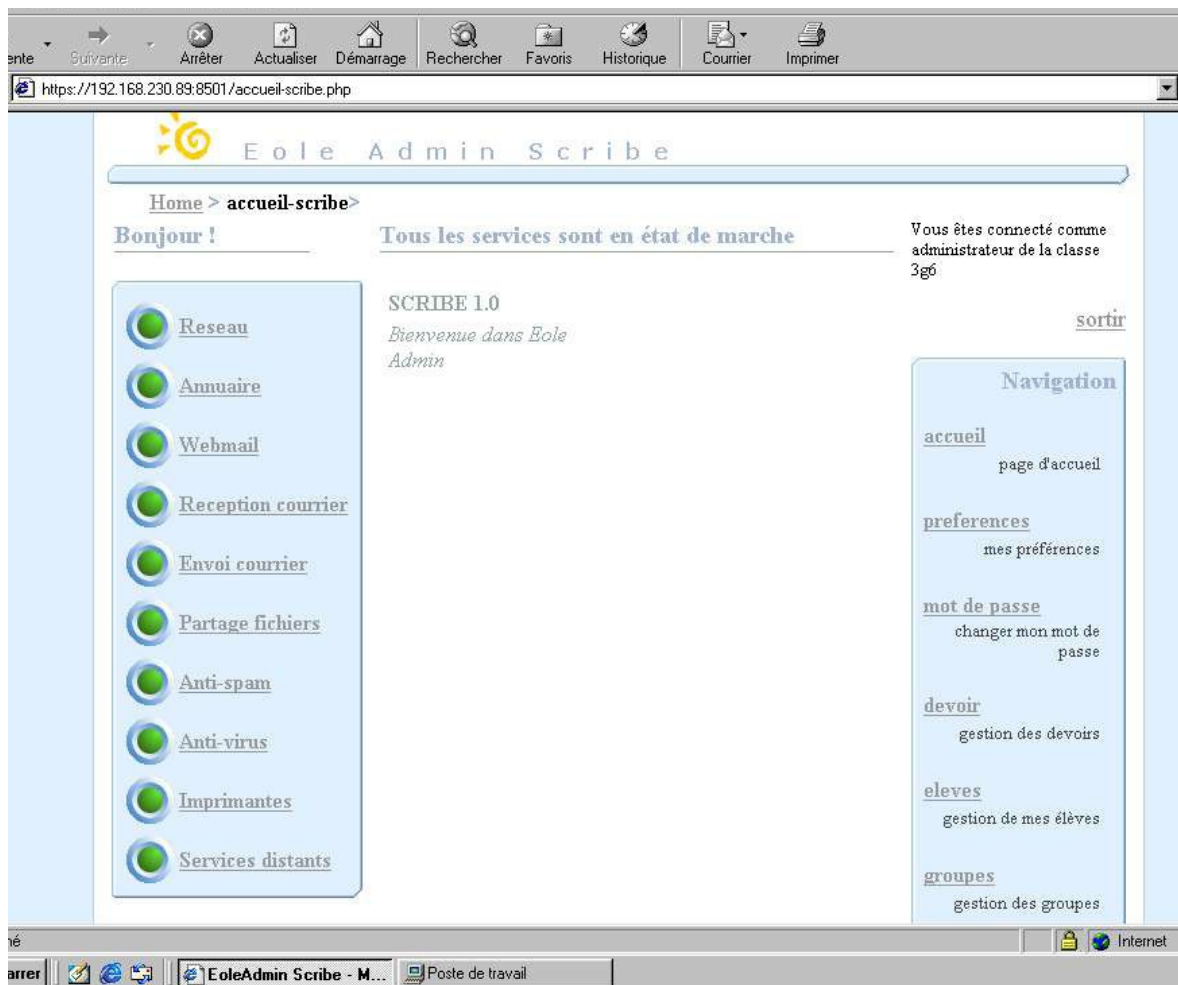 ente Suivante Arrêter Actualiser Démarrage Rechercher Favoris Historique Courrier Imprimer
https://192.168.230.89:8501/accueil-scribe.php
Eole Admin Scribe
Home > accueil-scribe>
Bonjour !
Tous les services sont en état de marche
Vous êtes connecté comme
administrateur de la classe
3g6
sortir
Reseau
Annuaire
Webmail
Reception courrier
Envoi courrier
Partage fichiers
Anti-spam
Anti-virus
Imprimantes
Services distants
SCRIBE 1.0
Bienvenue dans Eole
Admin
Navigation
accueil
page d'accueil
preferences
mes préférences
mot de passe
changer mon mot de
passe
devoir
gestion des devoirs
eleves
gestion de mes élèves
groupes
gestion des groupes
né Internet
arrer EoleAdmin Scribe - M... Poste de travail